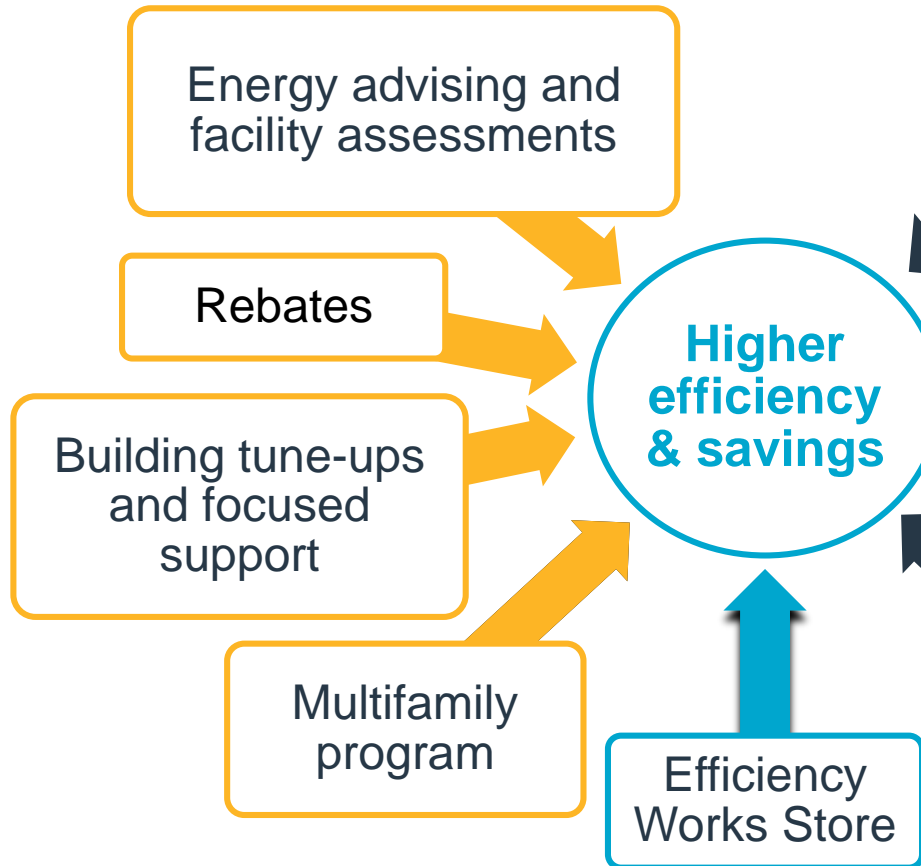 Energy advising and
facility assessments
Rebates
Higher
efficiency
& savings
Building tune-ups
and focused
support
Multifamily
program
Efficiency
Works Store